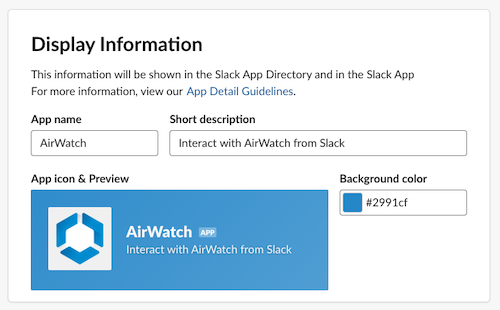 Display Information
This information will be shown in the Slack App Directory and in the Slack App
For more information, view our App Detail Guidelines.
App name
Short description
AirWatch
Interact with AirWatch from Slack
App icon & Preview
Background color
AirWatch APP
Interact with AirWatch from Slack
#2991cf